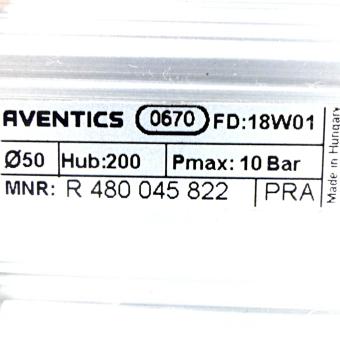 AVENTICS 0670 FD:18W01
Ø50 Hub:200 Pmax: 10 Bar
MNR: R 480 045 822 PRA
Made in Hungary